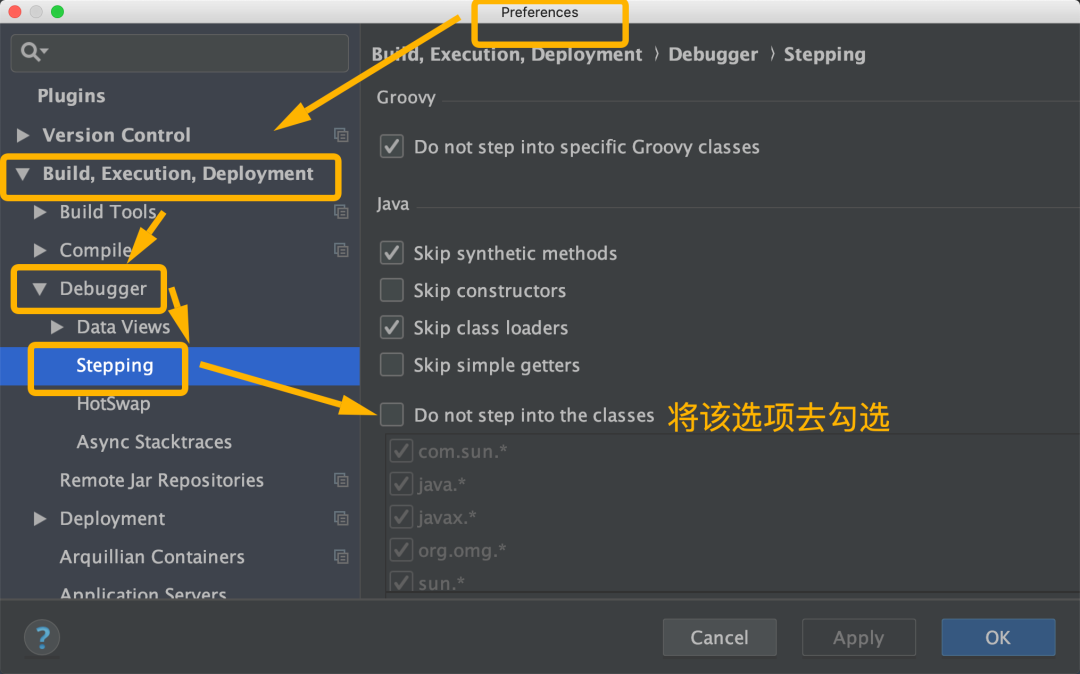 Preferences
Plugins
Version Control
Build, Execution, Deployment
Build Tools
Compile
Debugger
Data Views
Stepping
HotSwap
Async Stacktraces
Remote Jar Repositories
Deployment
Arquillian Containers
Application Servers
?
Build, Execution, Deployment › Debugger › Stepping
Groovy
Do not step into specific Groovy classes
Java
Skip synthetic methods
Skip constructors
Skip class loaders
Skip simple getters
Do not step into the classes 将该选项去勾选
com.sun.*
java.*
javax.*
org.omg.*
sun.*
Cancel
Apply
OK